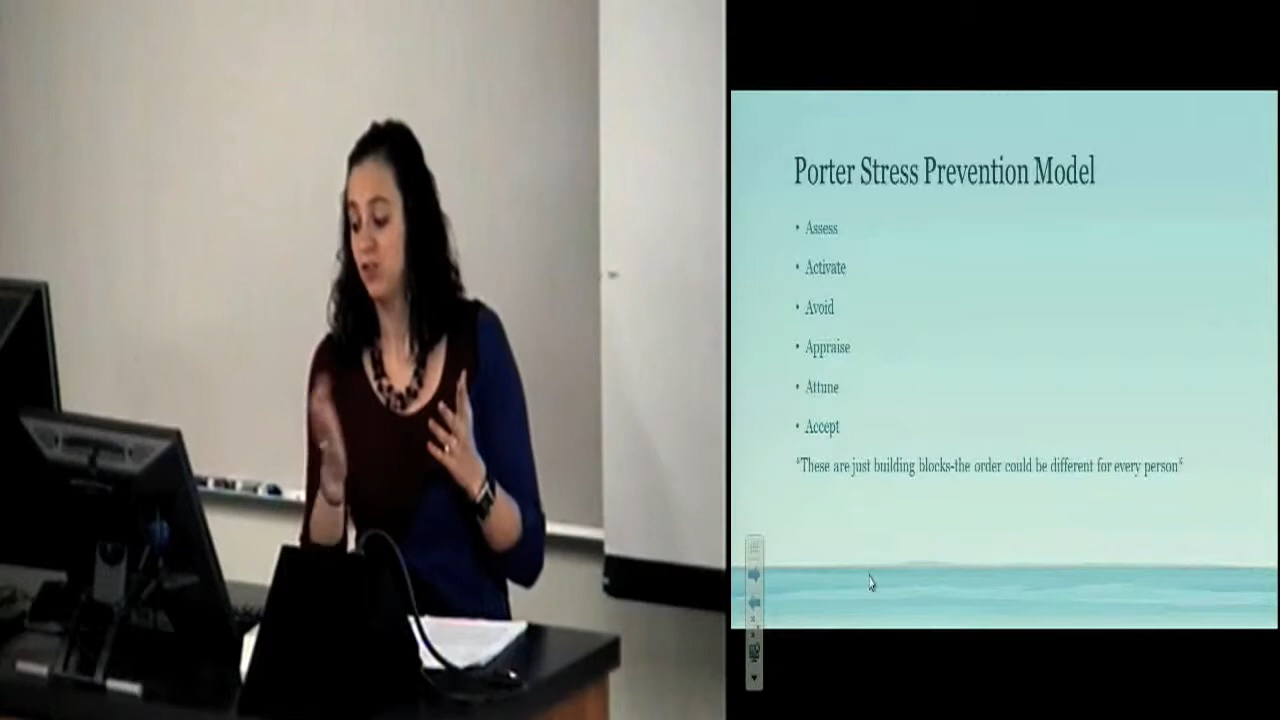 Porter Stress Prevention Model
• Assess
• Activate
• Avoid
• Appraise
• Attune
• Accept
*These are just building blocks-the order could be different for every person*